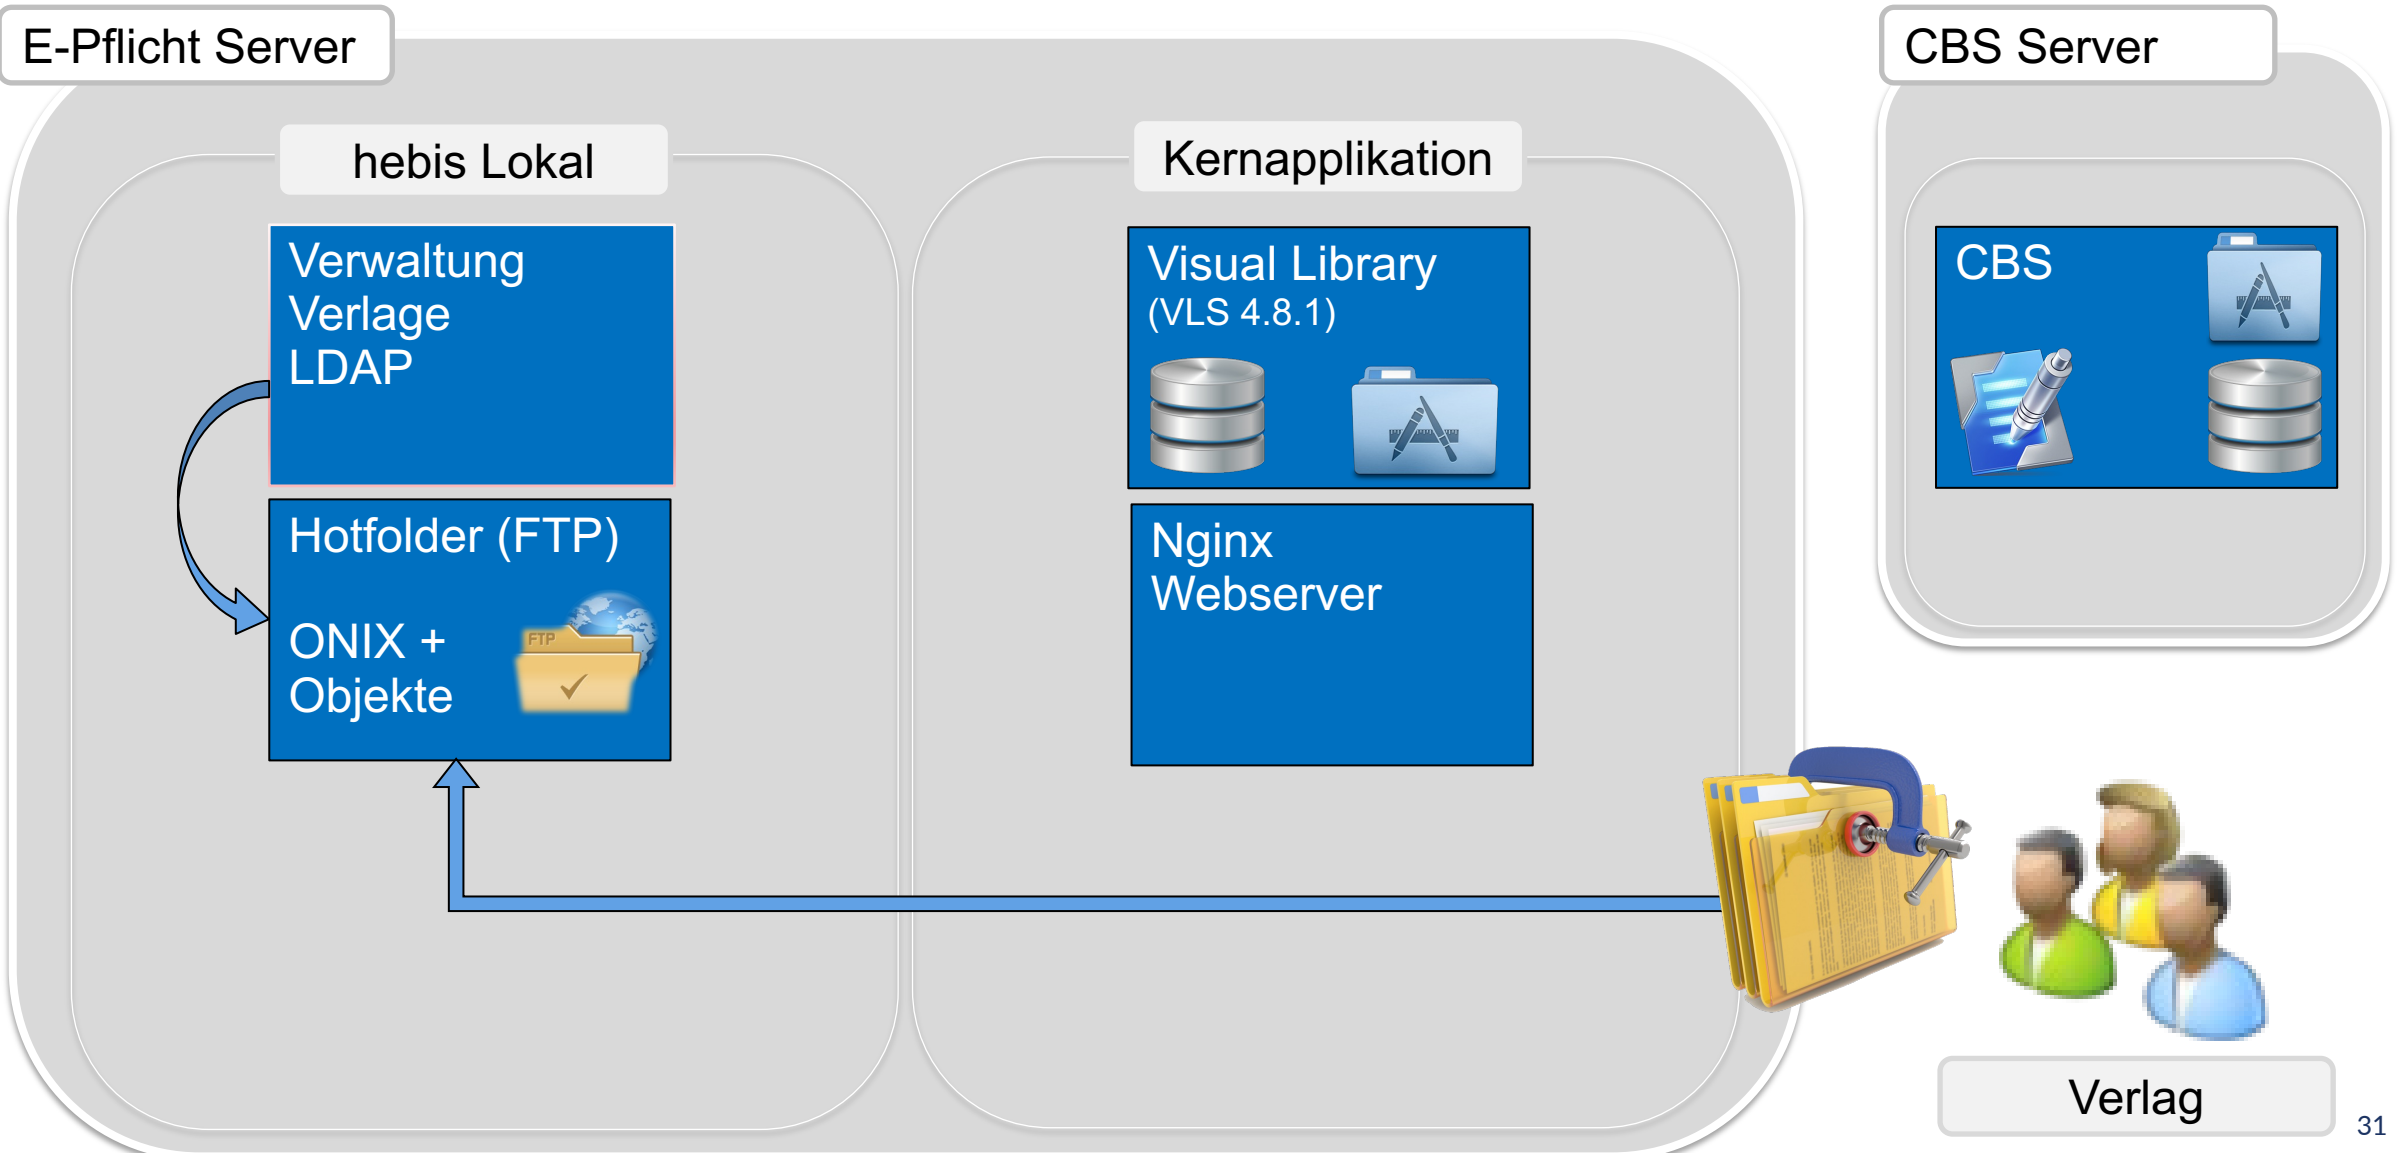 E-Pflicht Server
CBS Server
hebis Lokal
Kernapplikation
Verwaltung
Verlage
LDAP
Visual Library
(VLS 4.8.1)
CBS
Hotfolder (FTP)
ONIX +
Objekte
FTP
Nginx
Webserver
Verlag
31